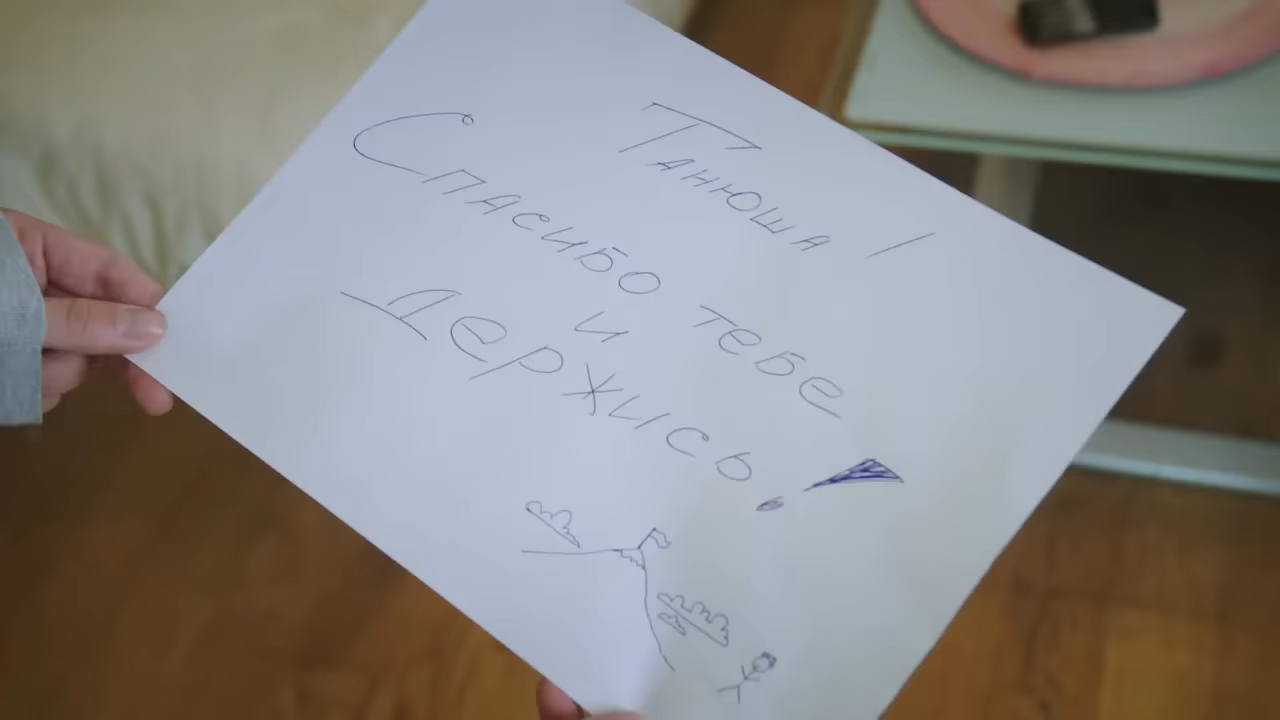 Танюша!
Спасибо тебе
и
Держись!